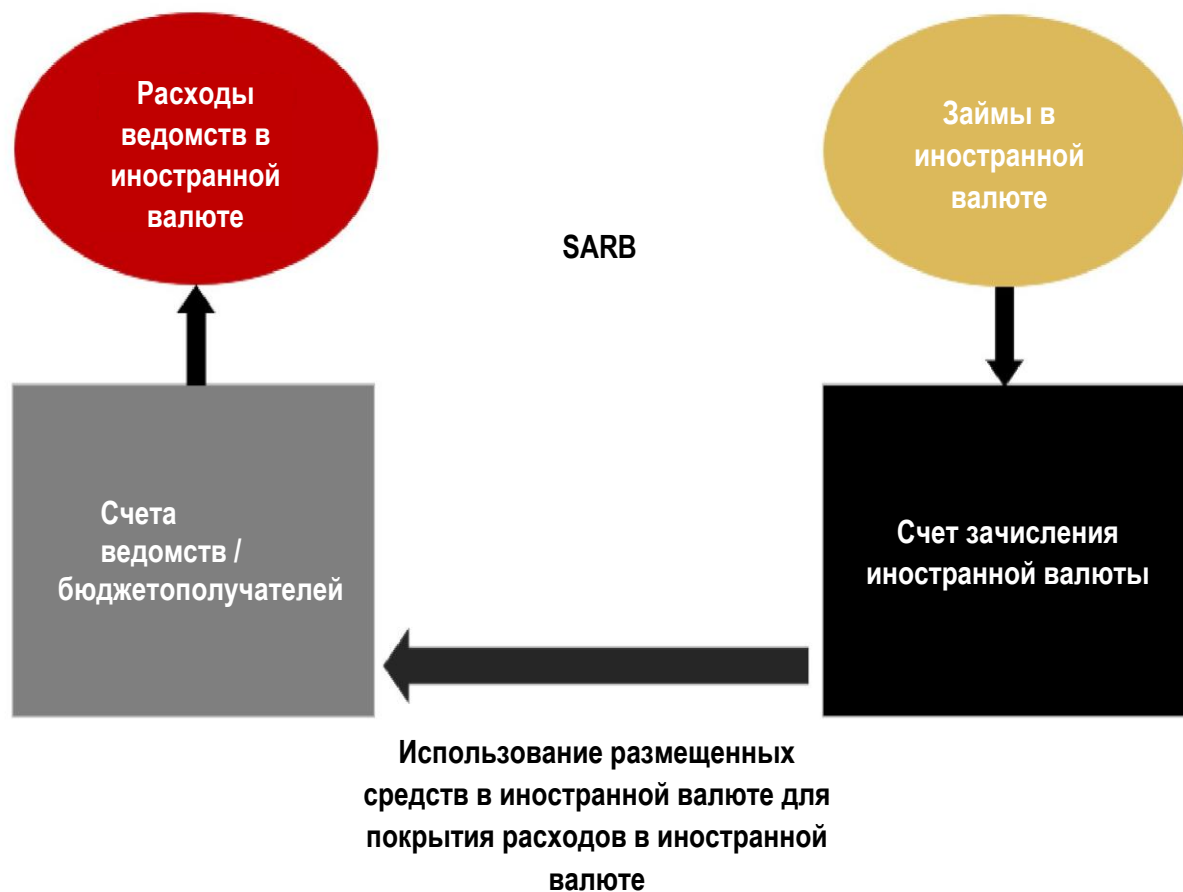 Расходы
ведомств в
иностранной
валюте
Займы в
иностранной
валюте
SARB
Счета
ведомств /
бюджетополучателей
Счет зачисления
иностранной валюты
Использование размещенных
средств в иностранной валюте для
покрытия расходов в иностранной
валюте